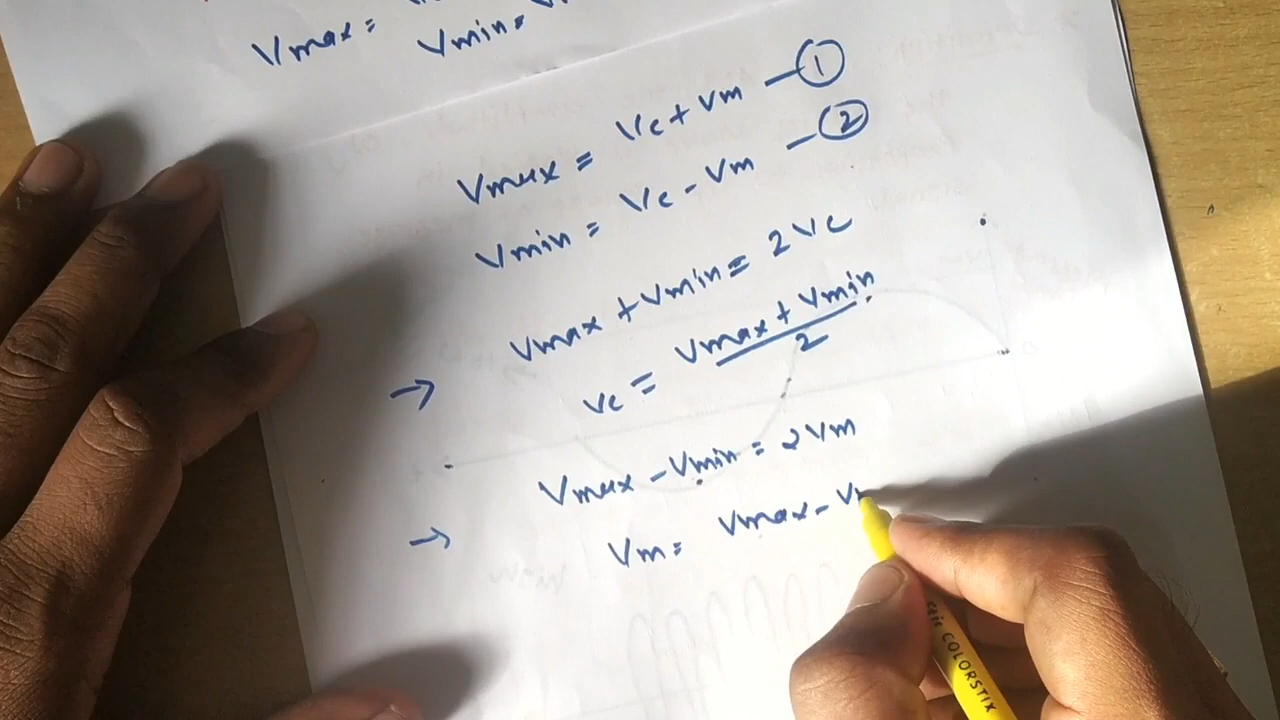 Vmax =
Vmin =
Vmax = Vc + Vm — 1
Vmin = Vc - Vm — 2
Vmax + Vmin = 2Vc
→ Vc = Vmax + Vmin / 2
Vmax - Vmin = 2Vm
→ Vm = Vmax - V
COLORSTIX